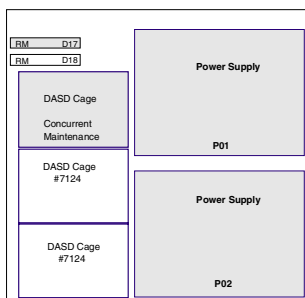 RM D17
RM D18
Power Supply
P01
DASD Cage
Concurrent
Maintenance
DASD Cage
#7124
Power Supply
P02
DASD Cage
#7124